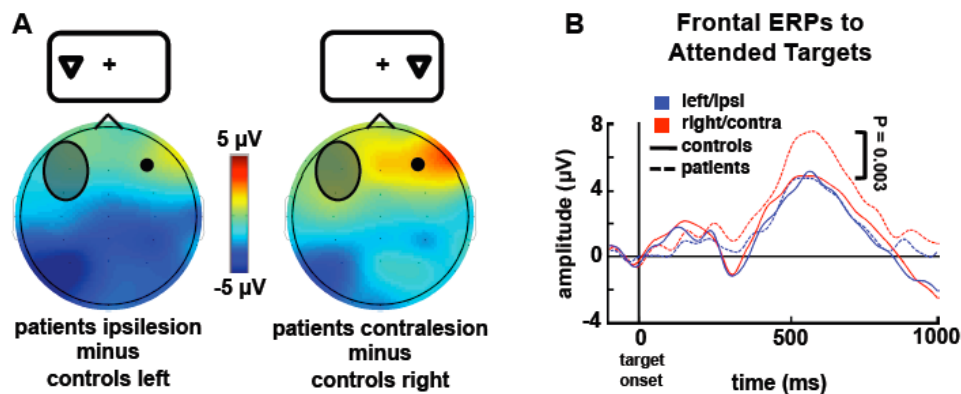 A
5 µV
-5 µV
patients ipsilesion
minus
controls left
patients contralesion
minus
controls right
B
Frontal ERPs to
Attended Targets
left/Ipsi
right/contra
controls
patients
P = 0.003
amplitude (µV)
8
4
0
-4
0
500
1000
target
onset
time (ms)